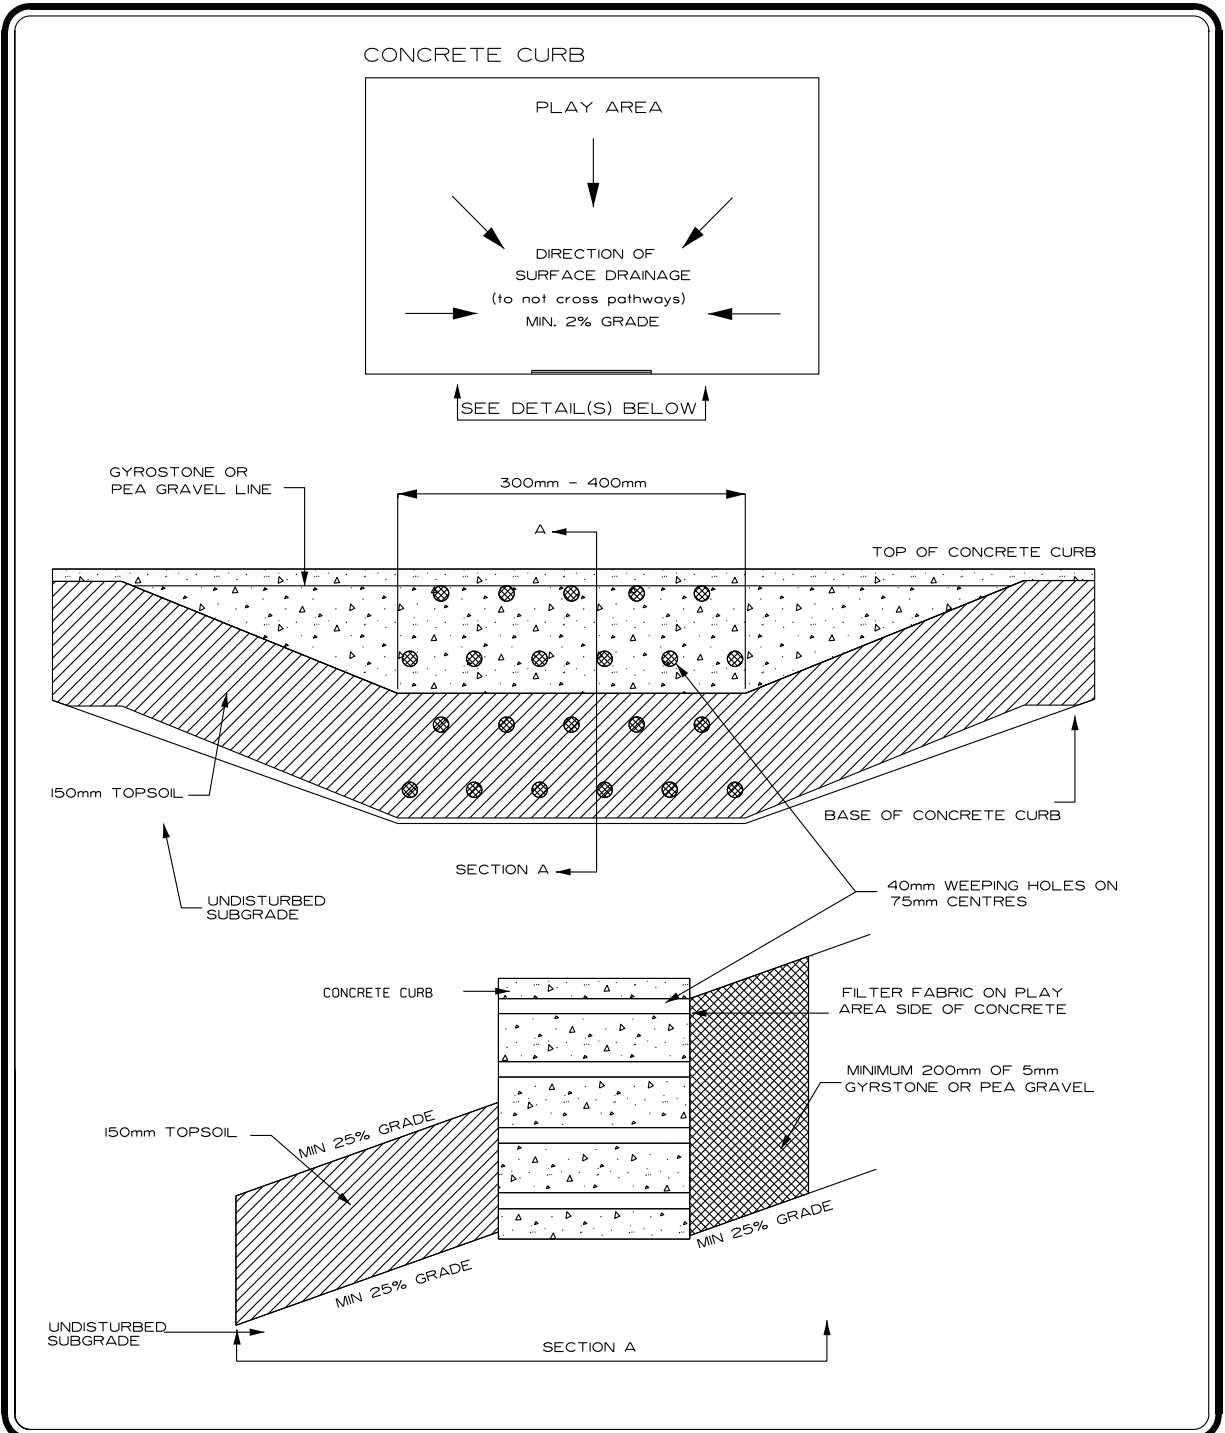 CONCRETE CURB
PLAY AREA
DIRECTION OF
SURFACE DRAINAGE
(to not cross pathways)
MIN. 2% GRADE
SEE DETAIL(S) BELOW
GYROSTONE OR
PEA GRAVEL LINE
300mm - 400mm
A
TOP OF CONCRETE CURB
150mm TOPSOIL
BASE OF CONCRETE CURB
SECTION A
UNDISTURBED
SUBGRADE
40mm WEEPING HOLES ON
75mm CENTRES
CONCRETE CURB
FILTER FABRIC ON PLAY
AREA SIDE OF CONCRETE
MINIMUM 200mm OF 5mm
GYRSTONE OR PEA GRAVEL
150mm TOPSOIL
MIN 25% GRADE
MIN 25% GRADE
MIN 25% GRADE
UNDISTURBED
SUBGRADE
SECTION A